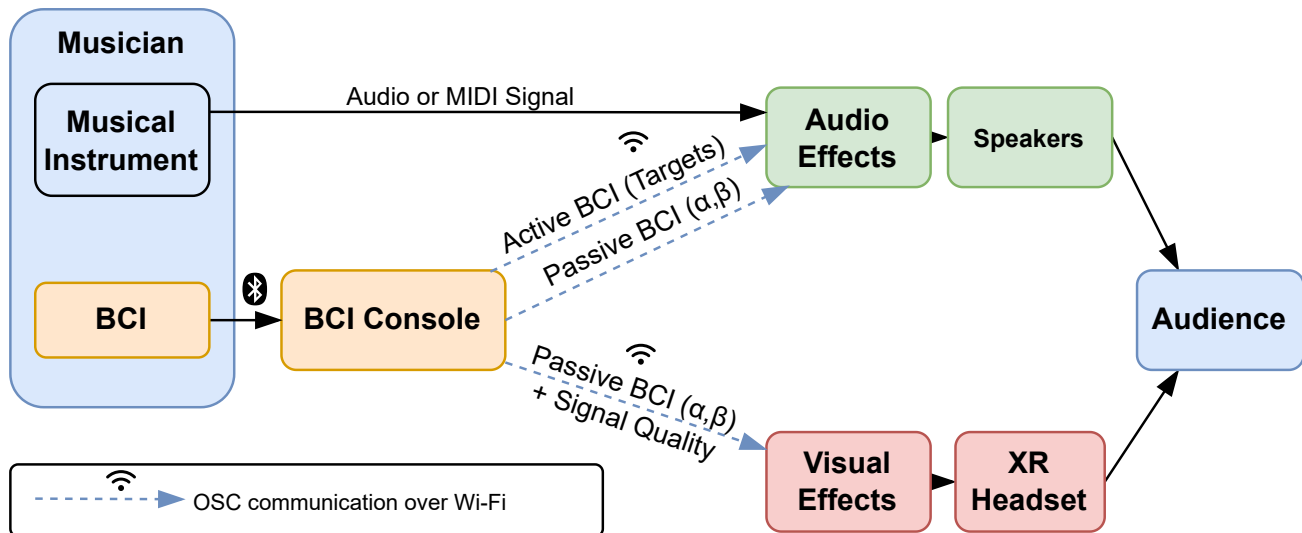 Musician
Musical
Instrument
Audio or MIDI Signal
Audio
Effects
Speakers
Active BCI (Targets)
Passive BCI (α,β)
BCI
BCI Console
Audience
Passive BCI (α,β)
+ Signal Quality
Visual
Effects
XR
Headset
OSC communication over Wi-Fi